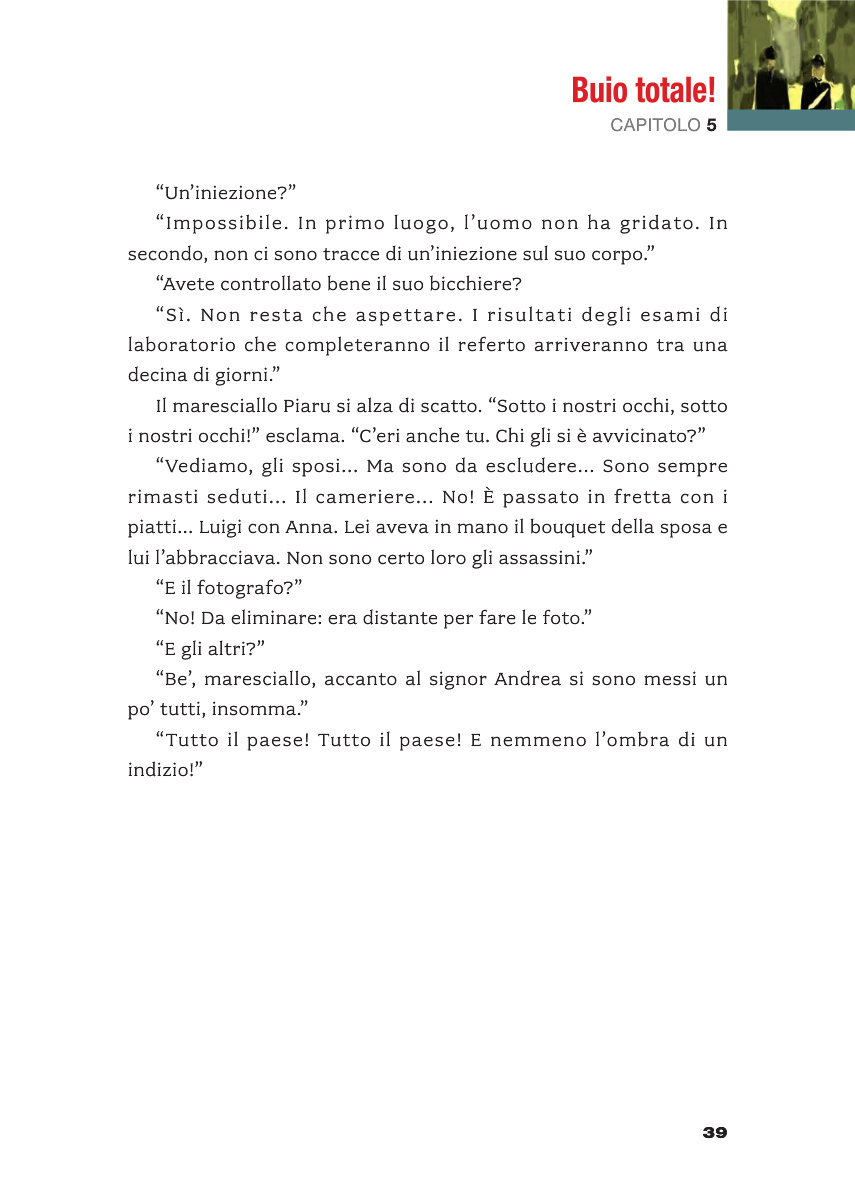 Buio totale!
CAPITOLO 5
“Un’iniezione?”
“Impossibile. In primo luogo, l’uomo non ha gridato. In
secondo, non ci sono tracce di un’iniezione sul suo corpo.”
“Avete controllato bene il suo bicchiere?
“Sì. Non resta che aspettare. I risultati degli esami di
laboratorio che completeranno il referto arriveranno tra una
decina di giorni.”
Il maresciallo Piaru si alza di scatto. “Sotto i nostri occhi, sotto
i nostri occhi!” esclama. “C’eri anche tu. Chi gli si è avvicinato?”
“Vediamo, gli sposi... Ma sono da escludere... Sono sempre
rimasti seduti... Il cameriere... No! È passato in fretta con i
piatti... Luigi con Anna. Lei aveva in mano il bouquet della sposa e
lui l’abbracciava. Non sono certo loro gli assassini.”
“E il fotografo?”
“No! Da eliminare: era distante per fare le foto.”
“E gli altri?”
“Be’, maresciallo, accanto al signor Andrea si sono messi un
po’ tutti, insomma.”
“Tutto il paese! Tutto il paese! E nemmeno l’ombra di un
indizio!”
39